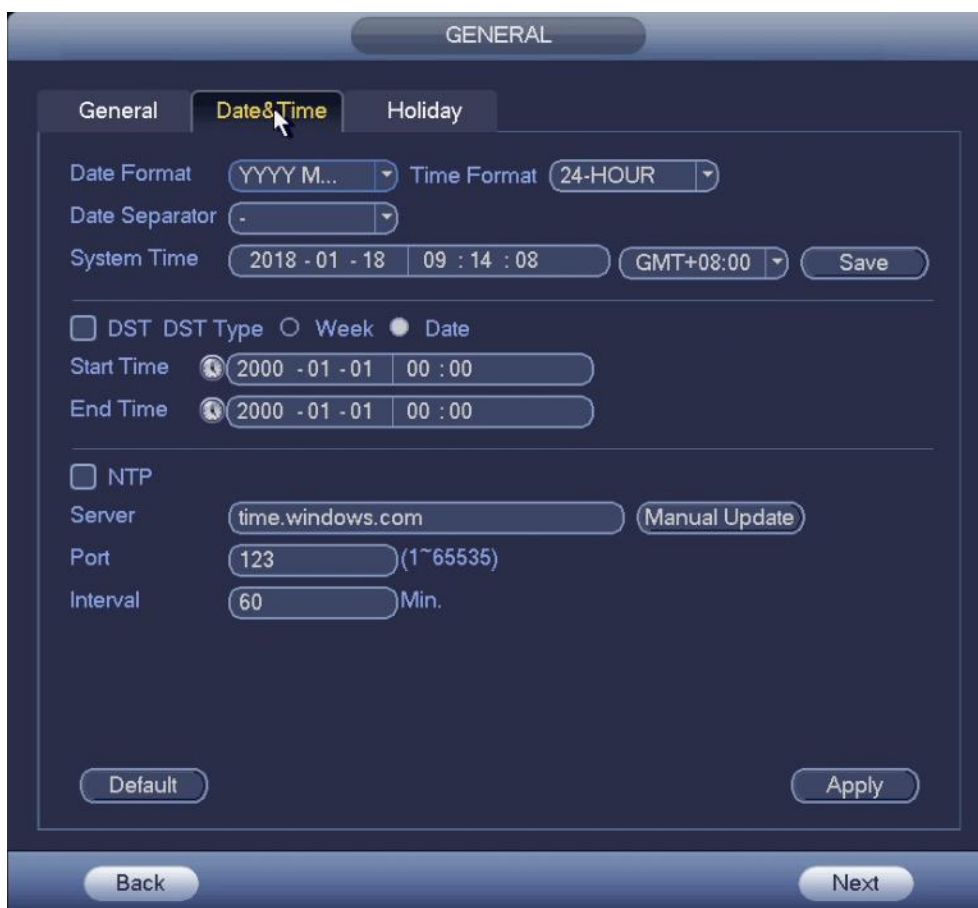 GENERAL
General Date&Time Holiday
Date Format YYYY M... Time Format 24-HOUR
Date Separator -
System Time 2018 - 01 - 18 09 : 14 : 08 GMT+08:00 Save
DST DST Type Week Date
Start Time 2000 - 01 - 01 00 : 00
End Time 2000 - 01 - 01 00 : 00
NTP
Server time.windows.com Manual Update
Port 123 (1~65535)
Interval 60 Min.
Default Apply
Back Next